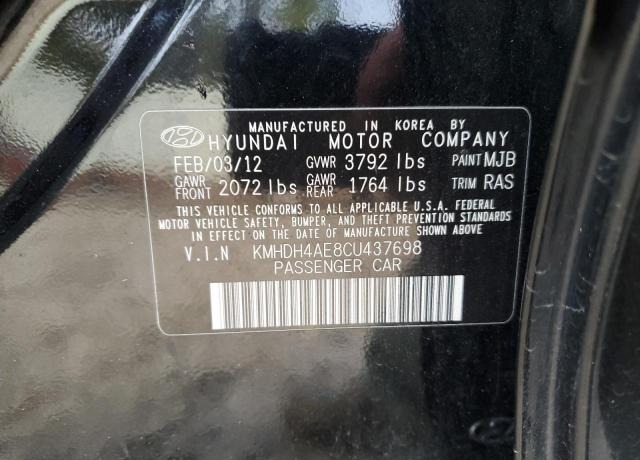 MANUFACTURED IN KOREA BY
HYUNDAI MOTOR COMPANY
FEB/03/12 GVWR 3792 lbs PAINT MJB
GAWR FRONT 2072 lbs GAWR REAR 1764 lbs TRIM RAS
THIS VEHICLE CONFORMS TO ALL APPLICABLE U.S.A. FEDERAL
MOTOR VEHICLE SAFETY, BUMPER, AND THEFT PREVENTION STANDARDS
IN EFFECT ON THE DATE OF MANUFACTURE SHOWN ABOVE.
V.I.N KMHDH4AE8CU437698
PASSENGER CAR